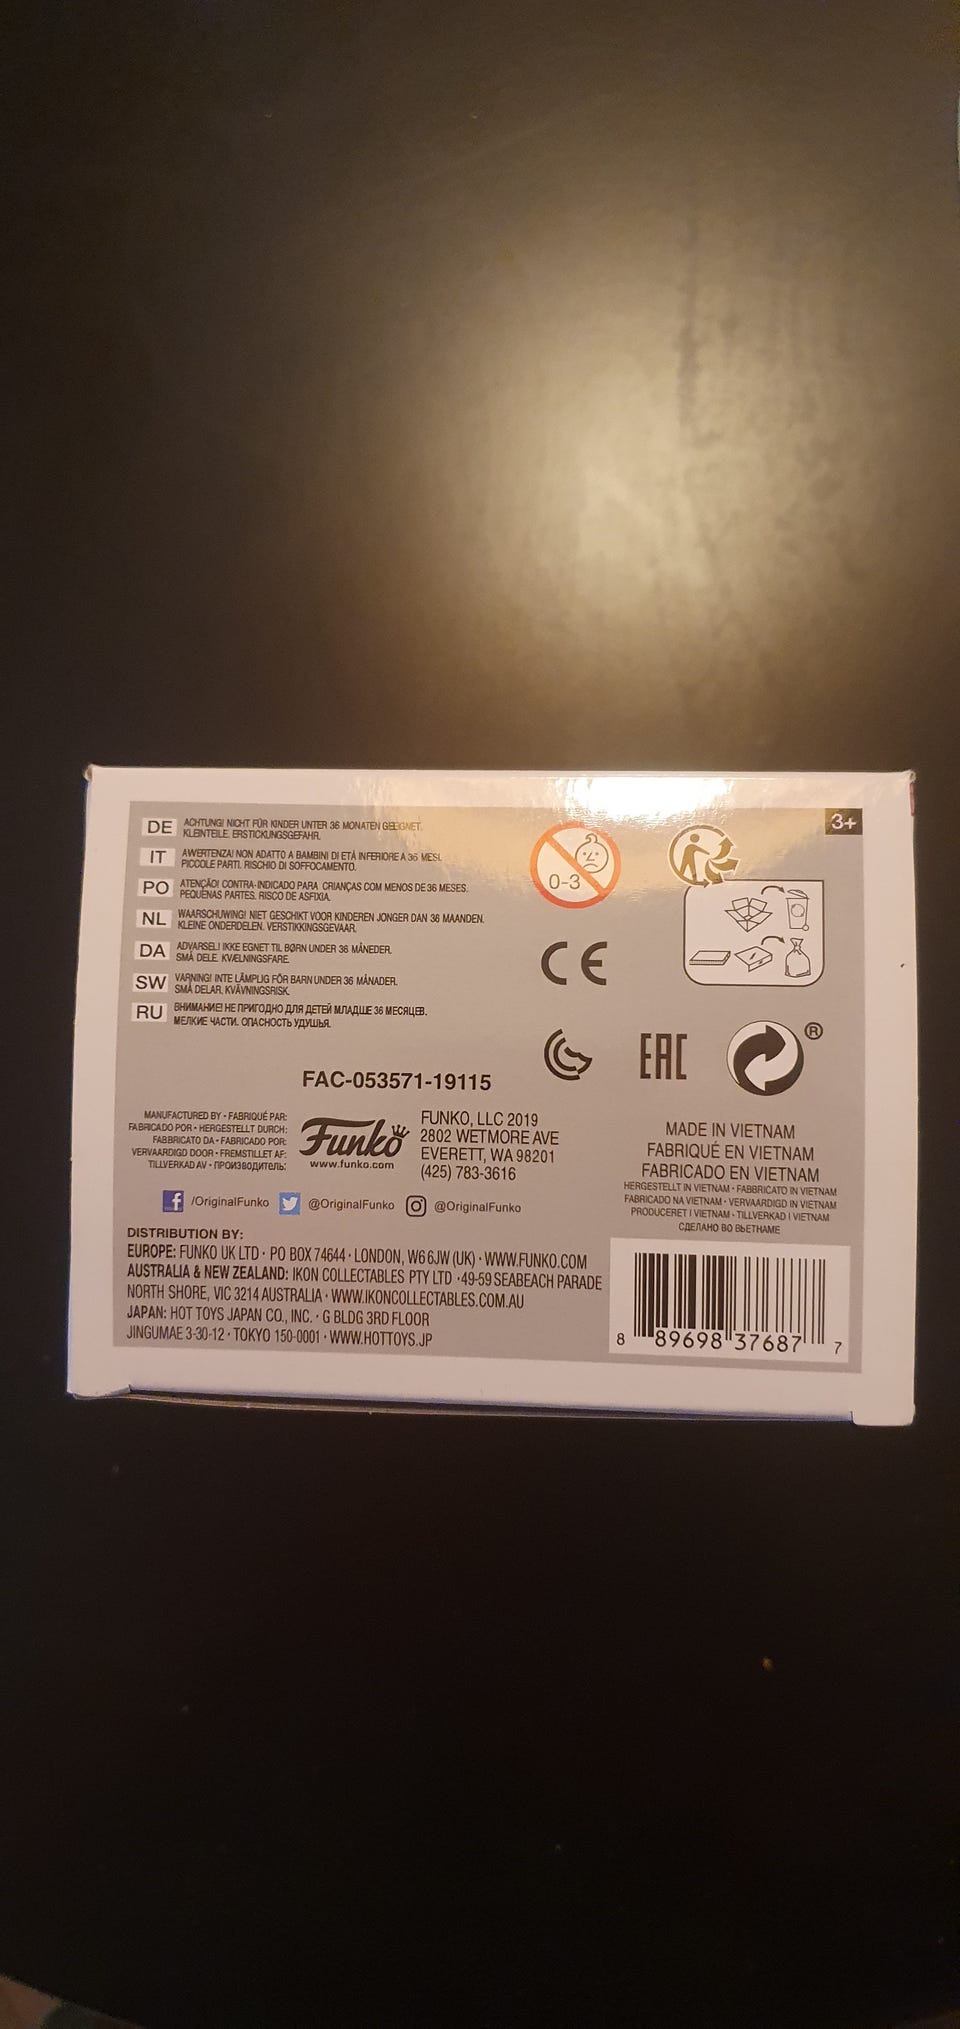 3+
DE ACHTUNG! NICHT FÜR KINDER UNTER 36 MONATEN GEEIGNET.
KLEINTEILE. ERSTICKUNGSGEFAHR.
IT AVVERTENZA! NON ADATTO A BAMBINI DI ETÀ INFERIORE A 36 MESI.
PICCOLE PARTI. RISCHIO DI SOFFOCAMENTO.
PO ATENÇÃO! CONTRA-INDICADO PARA CRIANÇAS COM MENOS DE 36 MESES.
PEQUENAS PARTES. RISCO DE ASFIXIA.
NL WAARSCHUWING! NIET GESCHIKT VOOR KINDEREN JONGER DAN 36 MAANDEN.
KLEINE ONDERDELEN. VERSTIKKINGSGEVAAR.
DA ADVARSEL! IKKE EGNET TIL BØRN UNDER 36 MÅNEDER.
SMÅ DELE. KVÆLNINGSFARE.
SW VARNING! INTE LÄMPLIG FÖR BARN UNDER 36 MÅNADER.
SMÅ DELAR. KVÄVNINGSRISK.
RU ВНИМАНИЕ! НЕ ПРИГОДНО ДЛЯ ДЕТЕЙ МЛАДШЕ 36 МЕСЯЦЕВ.
МЕЛКИЕ ЧАСТИ. ОПАСНОСТЬ УДУШЬЯ.
0-3
CE
EAC
®
FAC-053571-19115
MANUFACTURED BY • FABRIQUÉ PAR:
FABRICADO POR • HERGESTELLT DURCH:
FABBRICATO DA • FABRICADO POR:
VERVAARDIGD DOOR • FREMSTILLET AF:
TILLVERKAD AV • ПРОИЗВОДИТЕЛЬ:
Funko
www.funko.com
FUNKO, LLC 2019
2802 WETMORE AVE
EVERETT, WA 98201
(425) 783-3616
MADE IN VIETNAM
FABRIQUÉ EN VIETNAM
FABRICADO EN VIETNAM
HERGESTELLT IN VIETNAM • FABBRICATO IN VIETNAM
FABRICADO NA VIETNAM • VERVAARDIGD IN VIETNAM
PRODUCERET I VIETNAM • TILLVERKAD I VIETNAM
СДЕЛАНО ВО ВЬЕТНАМЕ
f /OriginalFunko @OriginalFunko @OriginalFunko
DISTRIBUTION BY:
EUROPE: FUNKO UK LTD • PO BOX 74644 • LONDON, W6 6JW (UK) • WWW.FUNKO.COM
AUSTRALIA & NEW ZEALAND: IKON COLLECTABLES PTY LTD •49-59 SEABEACH PARADE
NORTH SHORE, VIC 3214 AUSTRALIA • WWW.IKONCOLLECTABLES.COM.AU
JAPAN: HOT TOYS JAPAN CO., INC. • G BLDG 3RD FLOOR
JINGUMAE 3-30-12 • TOKYO 150-0001 • WWW.HOTTOYS.JP
8 89698 37687 7